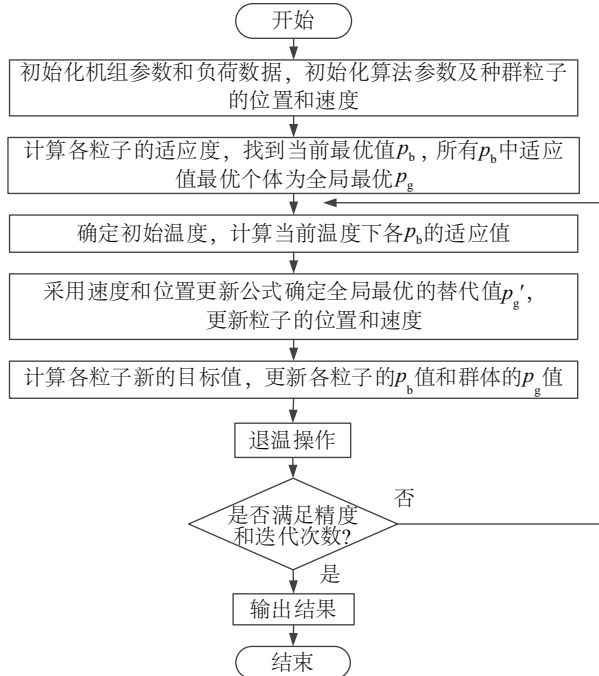 开始
初始化机组参数和负荷数据，初始化算法参数及种群粒子
的位置和速度
计算各粒子的适应度，找到当前最优值p_b，所有p_b中适应
值最优个体为全局最优p_g
确定初始温度，计算当前温度下各p_b的适应值
采用速度和位置更新公式确定全局最优的替代值p_g′，
更新粒子的位置和速度
计算各粒子新的目标值，更新各粒子的p_b值和群体的p_g值
退温操作
否
是否满足精度
和迭代次数?
是
输出结果
结束